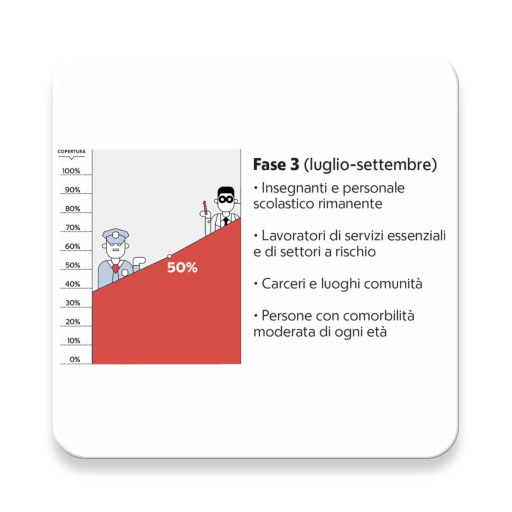 COPERTURA
100%
90%
80%
70%
60%
50%
40%
30%
20%
10%
0%
50%
Fase 3 (luglio-settembre)
• Insegnanti e personale
scolastico rimanente
• Lavoratori di servizi essenziali
e di settori a rischio
• Carceri e luoghi comunità
• Persone con comorbilità
moderata di ogni età